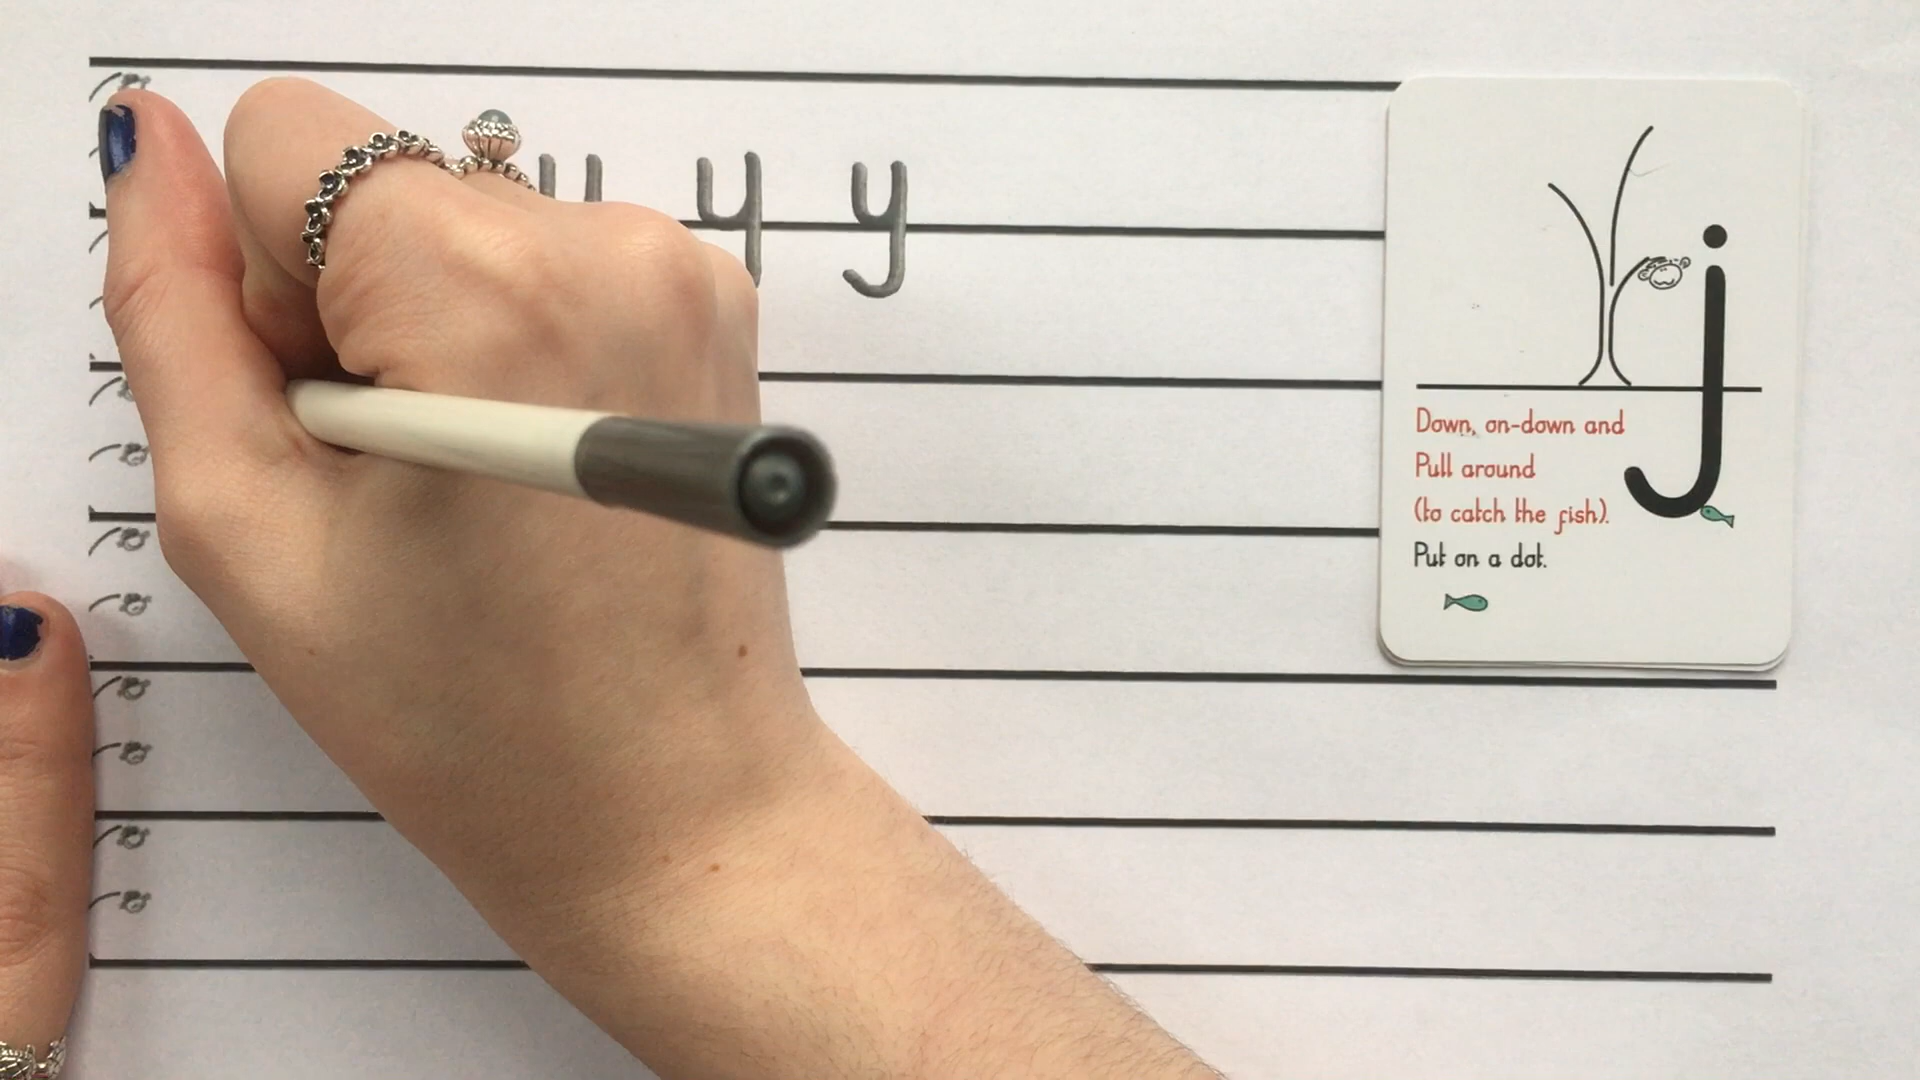 y y y
j
Down, on-down and
Pull around
(to catch the fish).
Put on a dot.